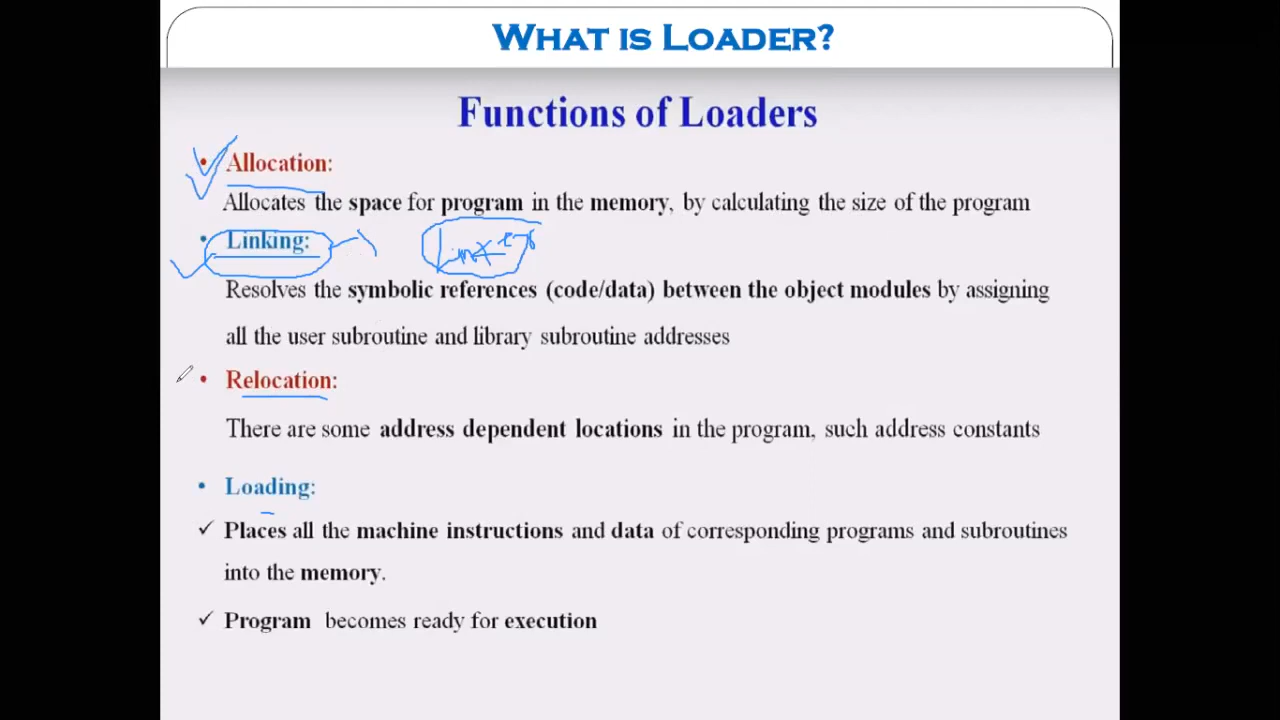 What is Loader?
Functions of Loaders
• Allocation:
Allocates the space for program in the memory, by calculating the size of the program
• Linking:
Resolves the symbolic references (code/data) between the object modules by assigning
all the user subroutine and library subroutine addresses
• Relocation:
There are some address dependent locations in the program, such address constants
• Loading:
✓ Places all the machine instructions and data of corresponding programs and subroutines
into the memory.
✓ Program becomes ready for execution